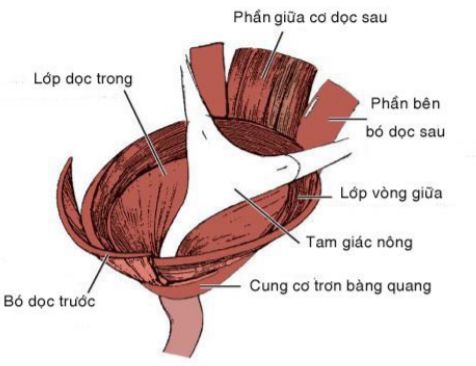 Phần giữa cơ dọc sau
Lớp dọc trong
Phần bên
bó dọc sau
Lớp vòng giữa
Tam giác nông
Cung cơ trơn bàng quang
Bó dọc trước